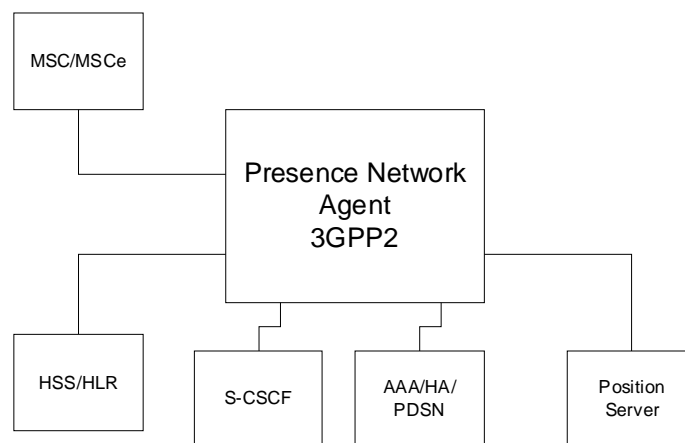 MSC/MSCe
Presence Network
Agent
3GPP2
HSS/HLR
S-CSCF
AAA/HA/
PDSN
Position
Server